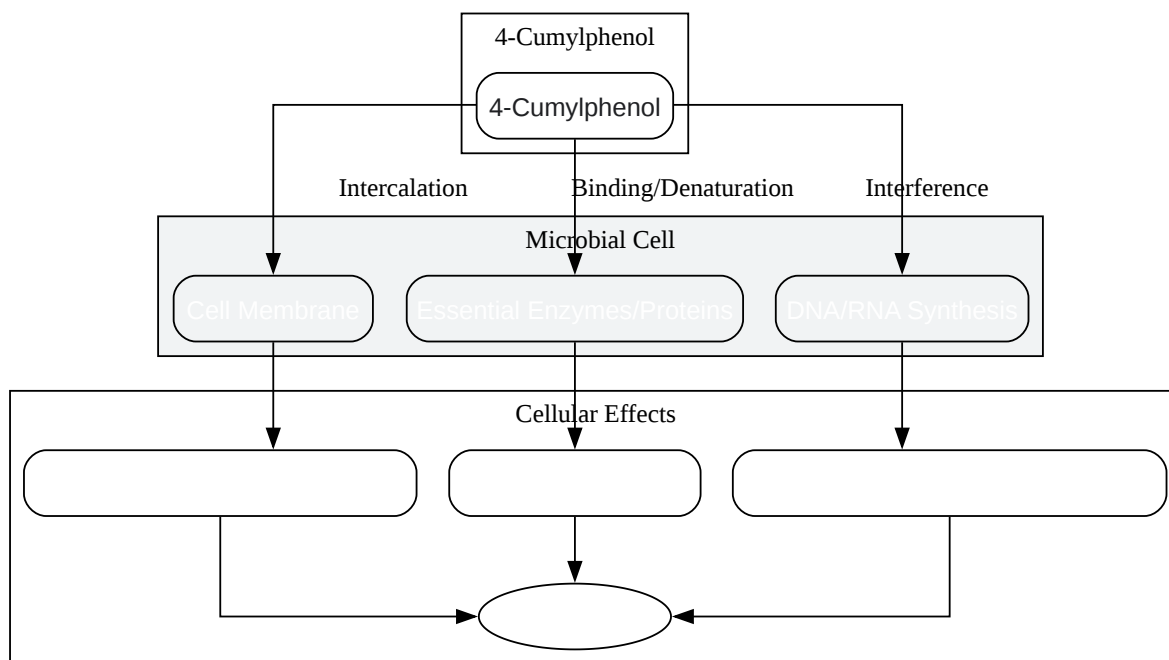 4-Cumylphenol
4-Cumylphenol
Intercalation
Binding/Denaturation
Interference
Microbial Cell
Cell Membrane
Essential Enzymes/Proteins
DNA/RNA Synthesis
Cellular Effects